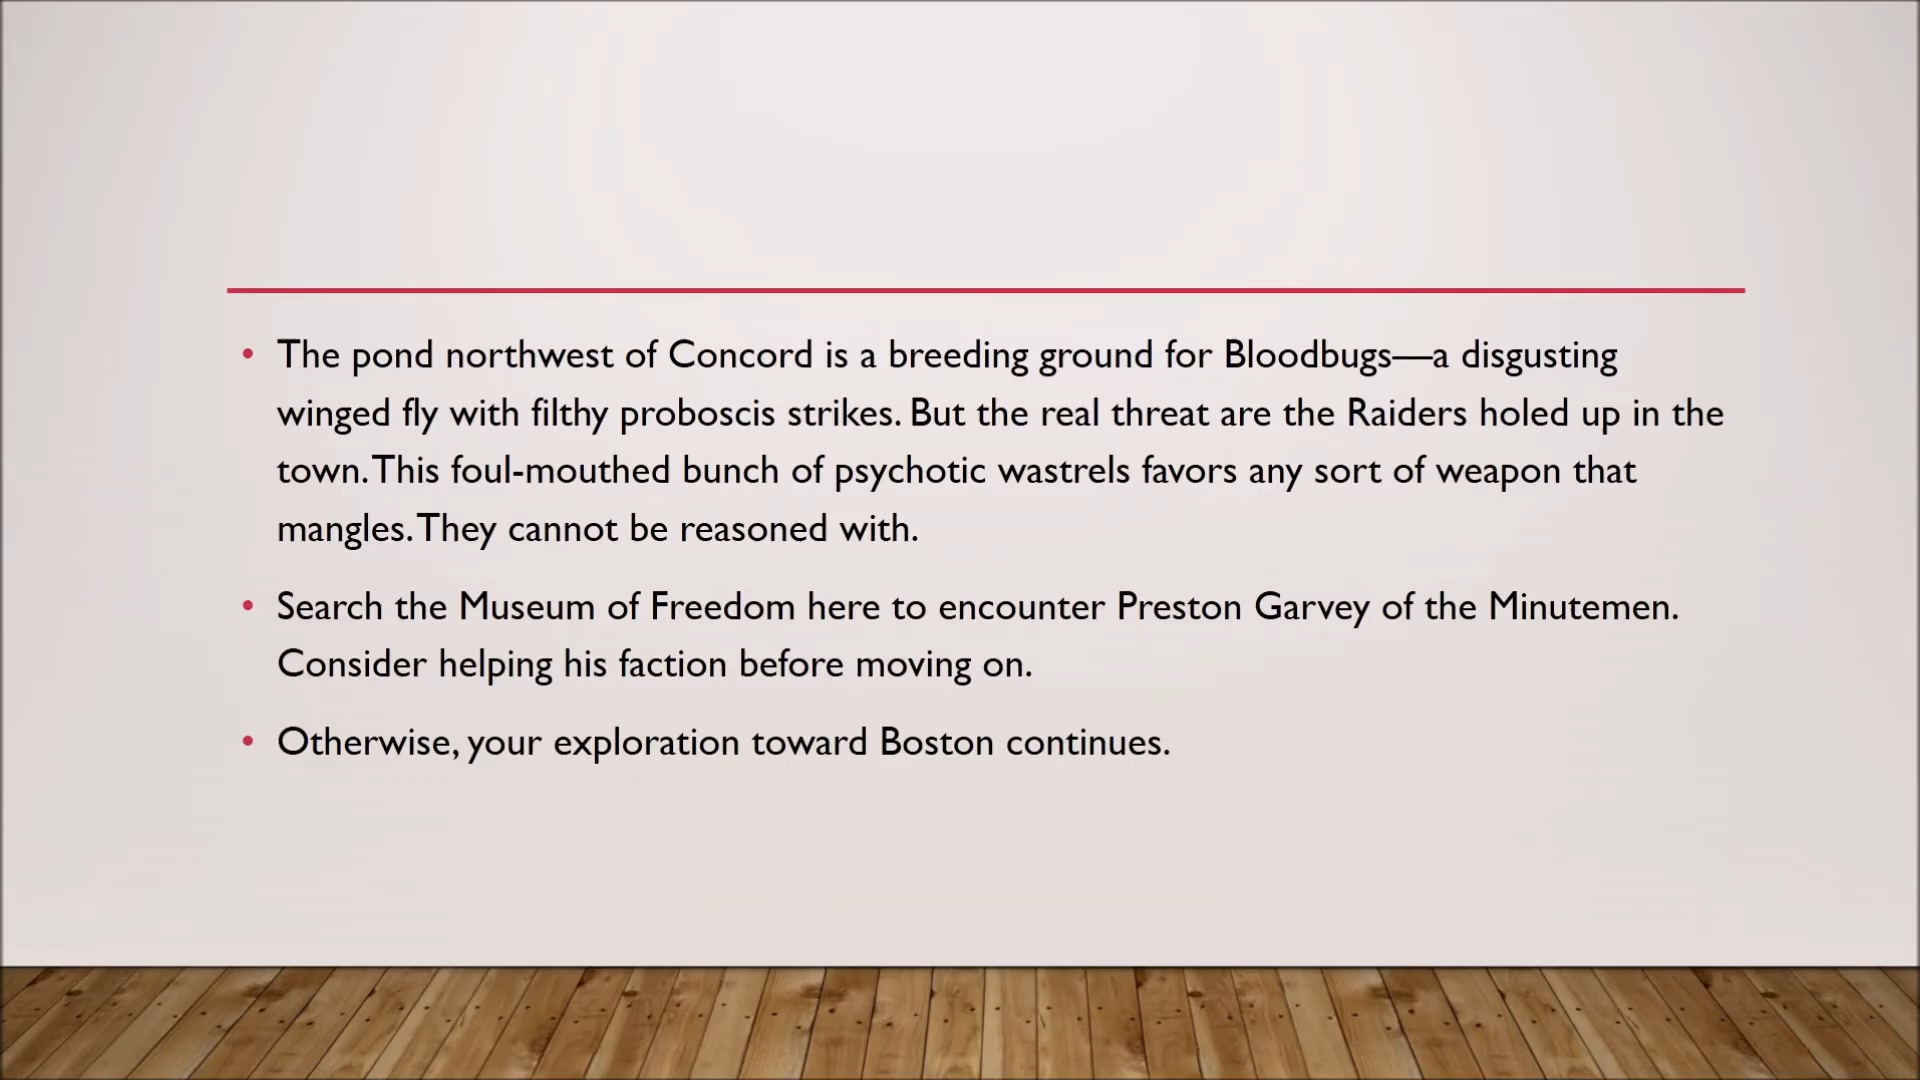 • The pond northwest of Concord is a breeding ground for Bloodbugs—a disgusting
winged fly with filthy proboscis strikes. But the real threat are the Raiders holed up in the
town. This foul-mouthed bunch of psychotic wastrels favors any sort of weapon that
mangles. They cannot be reasoned with.
• Search the Museum of Freedom here to encounter Preston Garvey of the Minutemen.
Consider helping his faction before moving on.
• Otherwise, your exploration toward Boston continues.